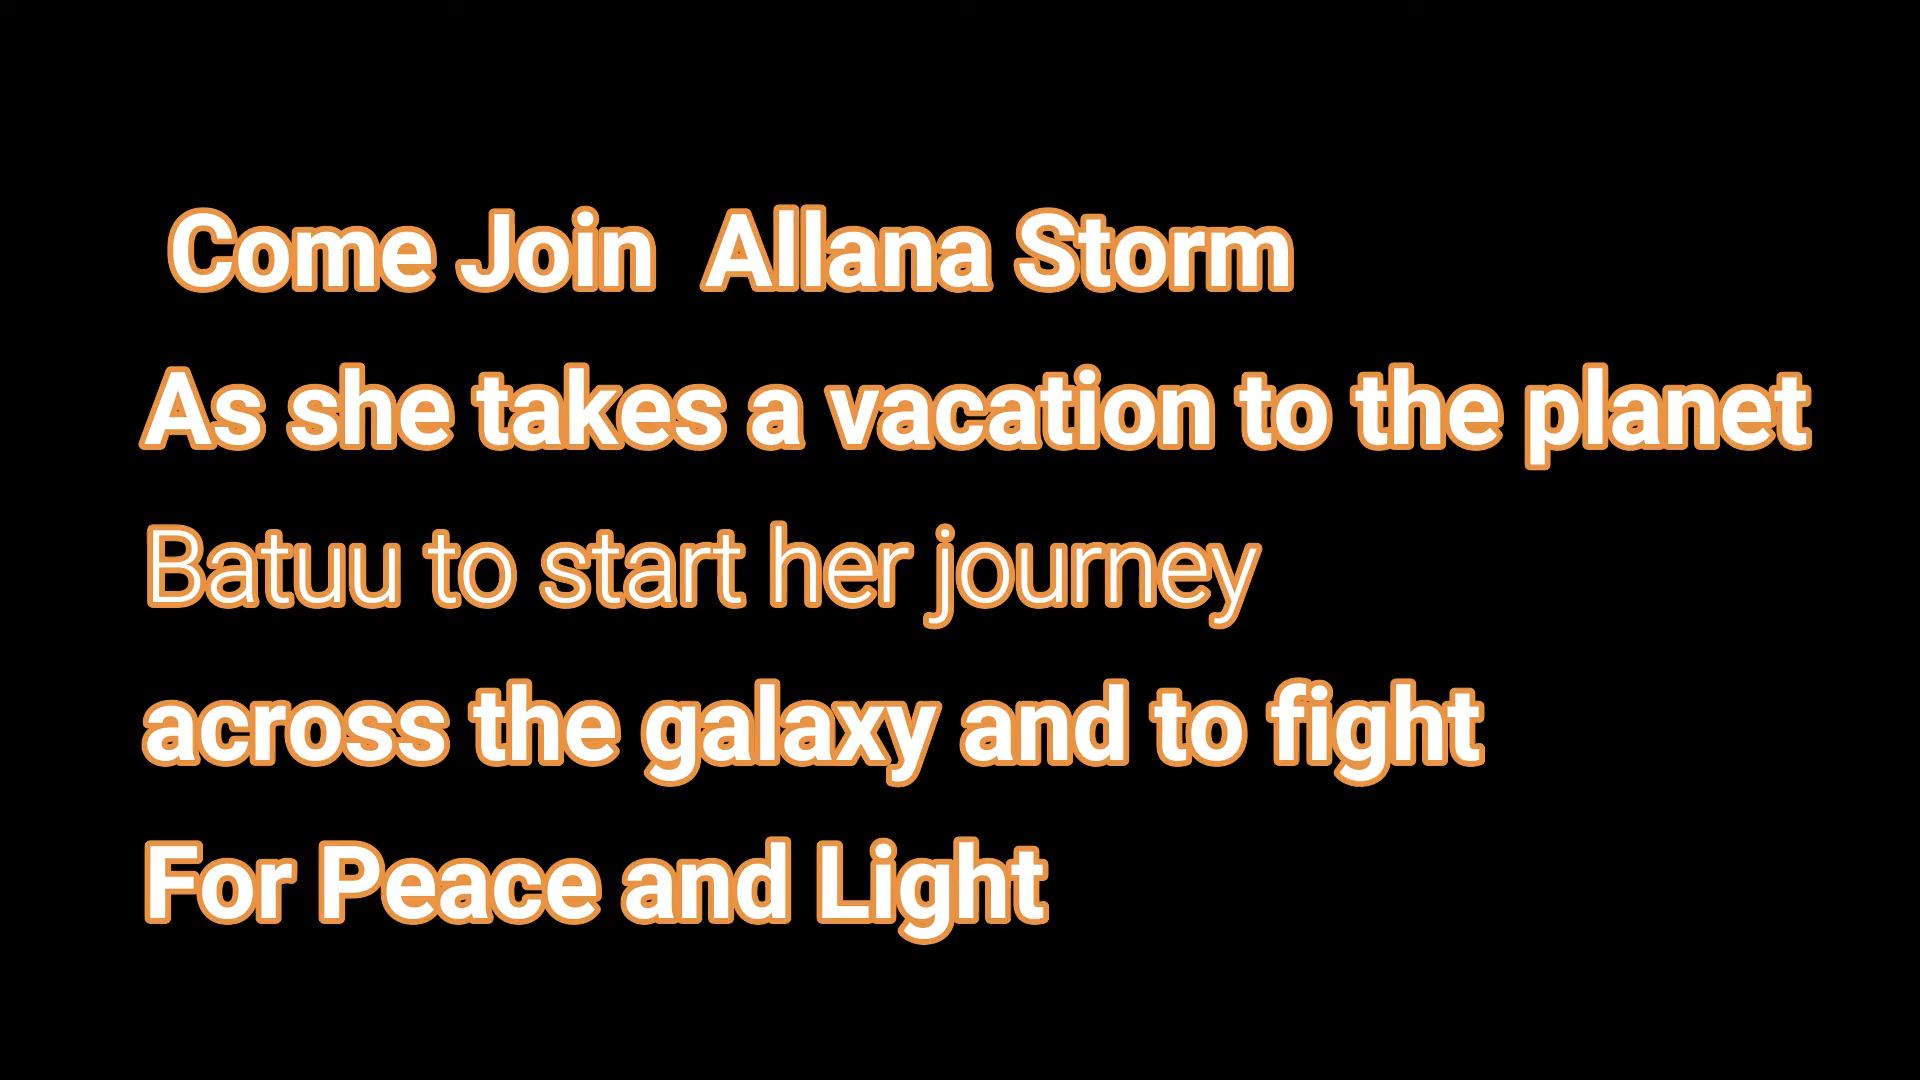 Come Join  Allana Storm
As she takes a vacation to the planet
Batuu to start her journey
across the galaxy and to fight
For Peace and Light